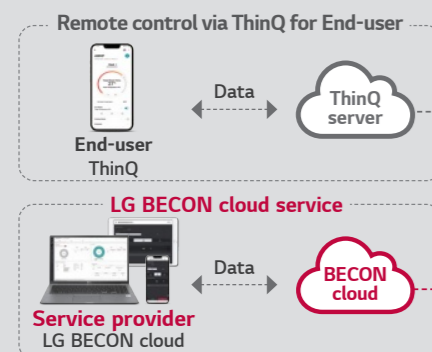 Remote control via ThinQ for End-user
Data
ThinQ
server
End-user
ThinQ
LG BECON cloud service
Data
BECON
cloud
Service provider
LG BECON cloud